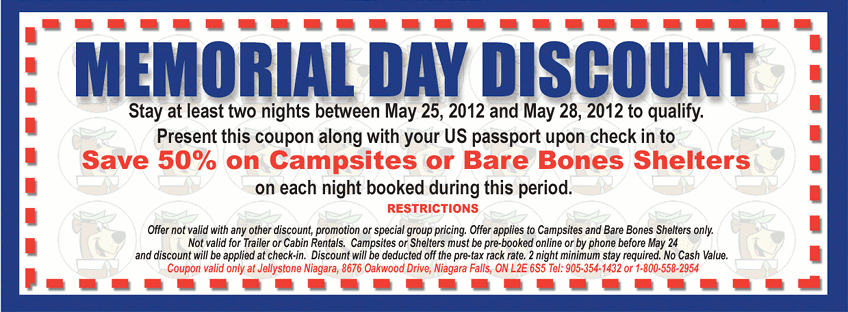 MEMORIAL DAY DISCOUNT
Stay at least two nights between May 25, 2012 and May 28, 2012 to qualify.
Present this coupon along with your US passport upon check in to
Save 50% on Campsites or Bare Bones Shelters
on each night booked during this period.
RESTRICTIONS
Offer not valid with any other discount, promotion or special group pricing. Offer applies to Campsites and Bare Bones Shelters only.
Not valid for Trailer or Cabin Rentals. Campsites or Shelters must be pre-booked online or by phone before May 24
and discount will be applied at check-in. Discount will be deducted off the pre-tax rack rate. 2 night minimum stay required. No Cash Value.
Coupon valid only at Jellystone Niagara, 8676 Oakwood Drive, Niagara Falls, ON L2E 6S5 Tel: 905-354-1432 or 1-800-558-2954